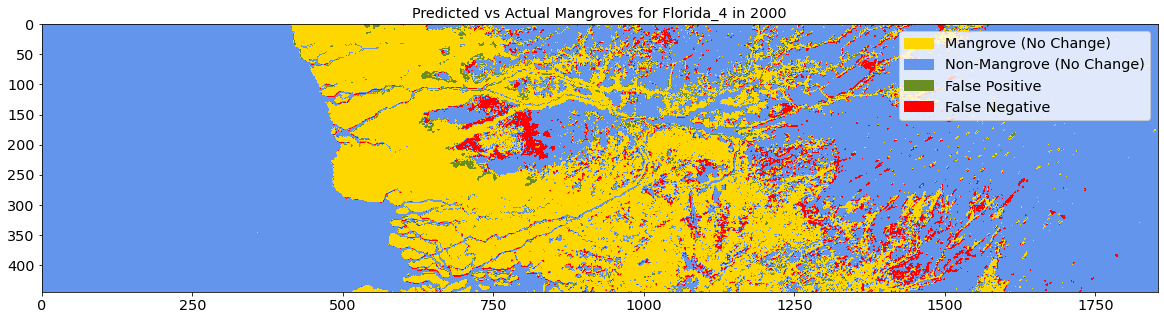 Predicted vs Actual Mangroves for Florida_4 in 2000
0
50
100
150
200
250
300
350
400
Mangrove (No Change)
Non-Mangrove (No Change)
False Positive
False Negative
0 250 500 750 1000 1250 1500 1750